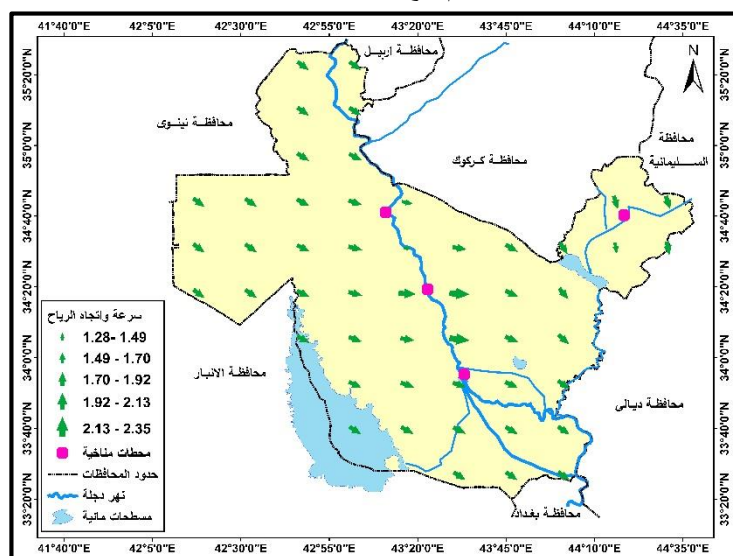 41°40'0"E 42°5'0"E 42°30'0"E 42°55'0"E 43°20'0"E 43°45'0"E 44°10'0"E 44°35'0"E
35°20'0"N
35°0'0"N
34°40'0"N
34°20'0"N
34°0'0"N
33°40'0"N
33°20'0"N
محافظة اربيل
N
محافظة نينوى
محافظة كركوك
محافظة
السليمانية
محافظة الانبار
محافظة ديالى
محافظة بغداد
سرعة واتجاه الرياح
1.28- 1.49
1.49 - 1.70
1.70 - 1.92
1.92 - 2.13
2.13 - 2.35
محطات مناخية
حدود المحافظات
نهر دجلة
مسطحات مائية
35°20'0"N
35°0'0"N
34°40'0"N
34°20'0"N
34°0'0"N
33°40'0"N
33°20'0"N
41°40'0"E 42°5'0"E 42°30'0"E 42°55'0"E 43°20'0"E 43°45'0"E 44°10'0"E 44°35'0"E